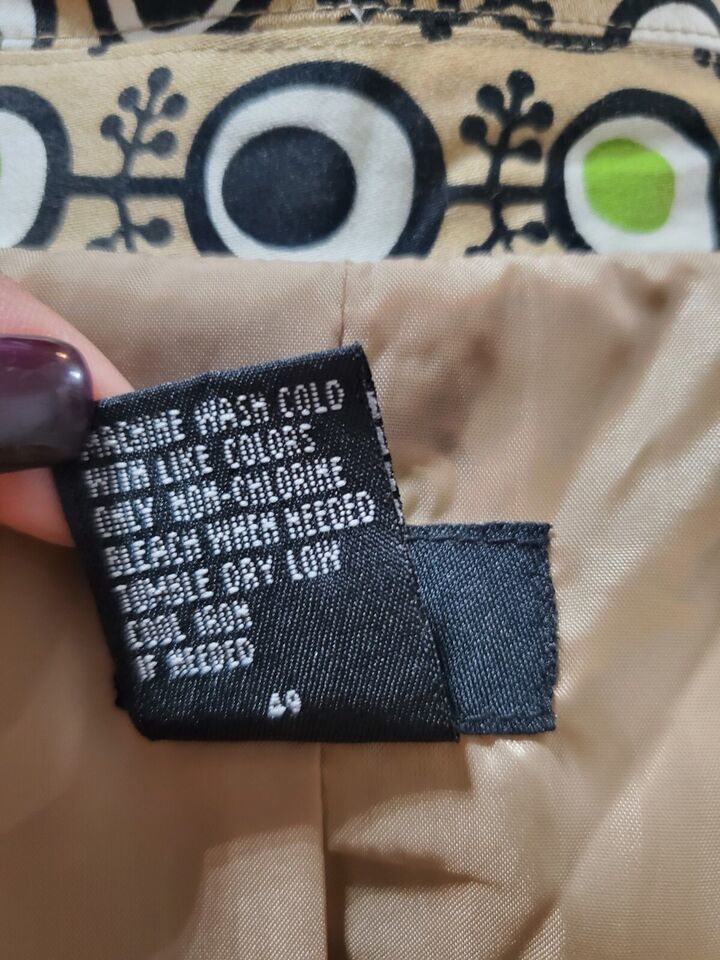 MACHINE WASH COLD
WITH LIKE COLORS
ONLY NON-CHLORINE
BLEACH WHEN NEEDED
TUMBLE DRY LOW
COOL IRON
IF NEEDED